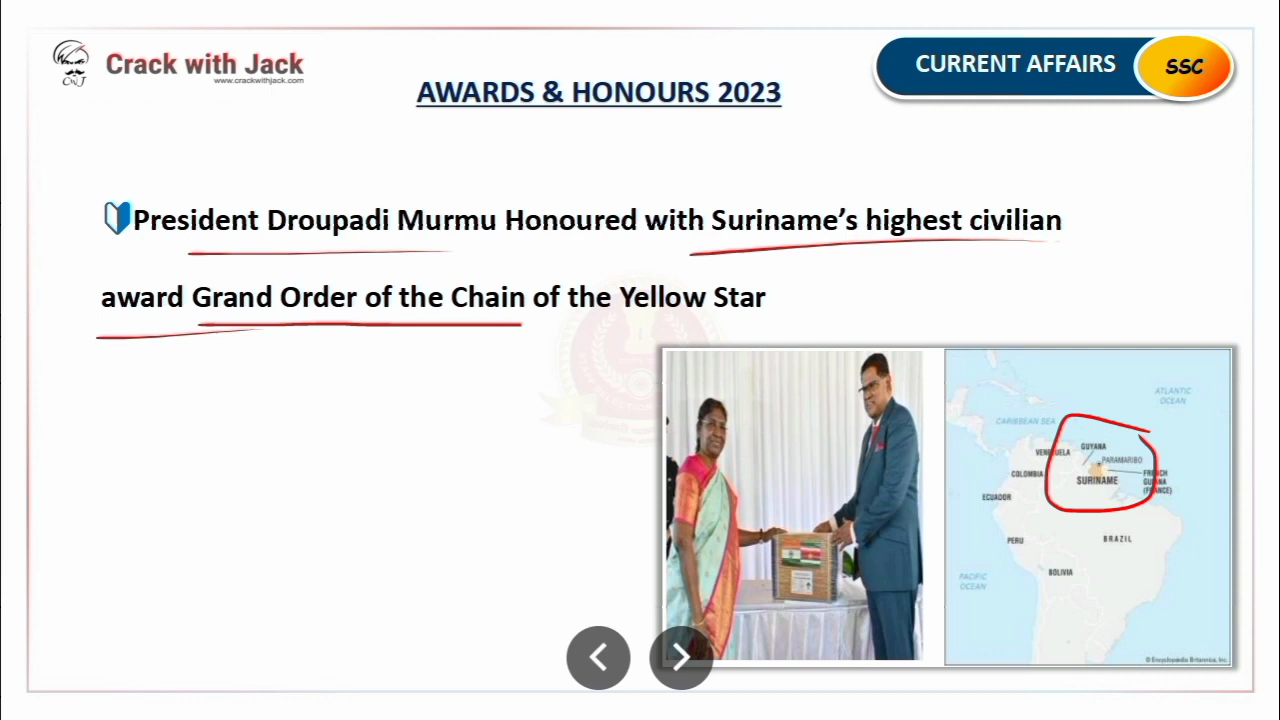 Crack with Jack
www.crackwithjack.com
CWJ
CURRENT AFFAIRS
SSC
AWARDS & HONOURS 2023
President Droupadi Murmu Honoured with Suriname’s highest civilian
award Grand Order of the Chain of the Yellow Star
ATLANTIC
OCEAN
CARIBBEAN SEA
VENEZUELA
GUYANA
PARAMARIBO
COLOMBIA
SURINAME
FRENCH
GUIANA
(FRANCE)
ECUADOR
PERU
BRAZIL
BOLIVIA
PACIFIC
OCEAN
© Encyclopædia Britannica, Inc.